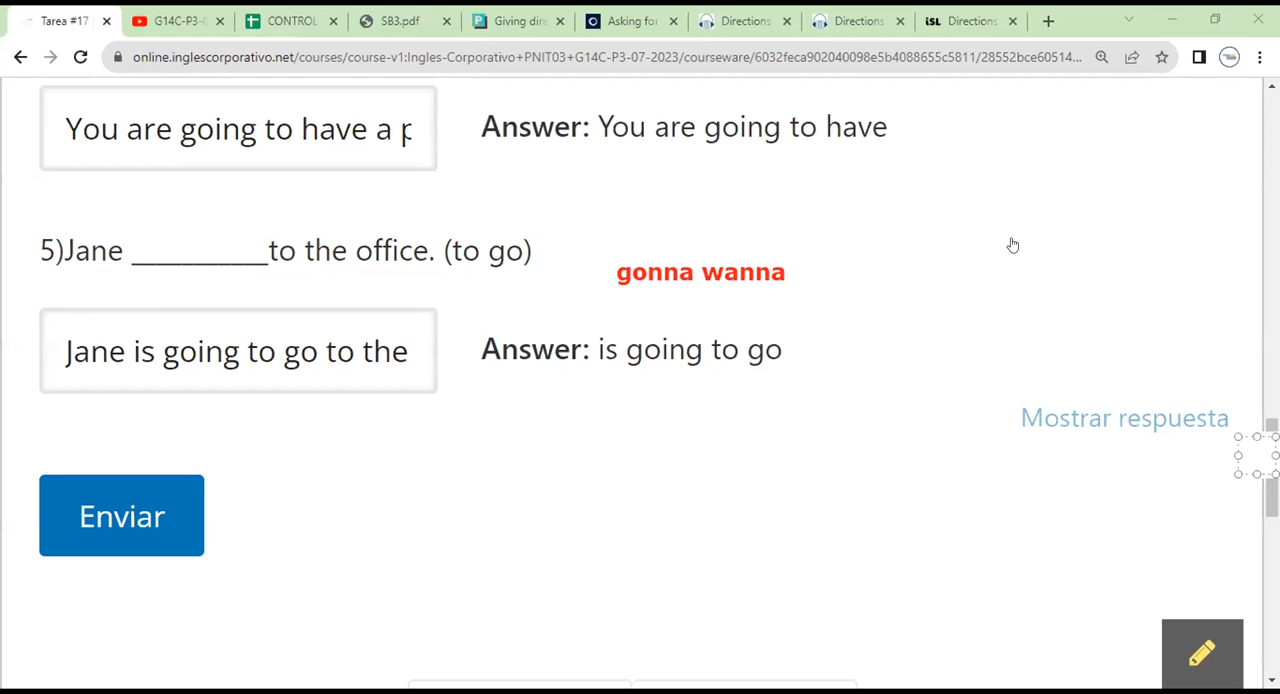 Tarea #17
G14C-P3-0
CONTROL
SB3.pdf
Giving dire
Asking for
Directions
Directions
iSL Directions
online.inglescorporativo.net/courses/course-v1:Ingles-Corporativo+PNIT03+G14C-P3-07-2023/courseware/6032feca902040098e5b4088655c5811/28552bce60514...
You are going to have a p
Answer: You are going to have
5)Jane ___________to the office. (to go)
gonna wanna
Jane is going to go to the
Answer: is going to go
Mostrar respuesta
Enviar